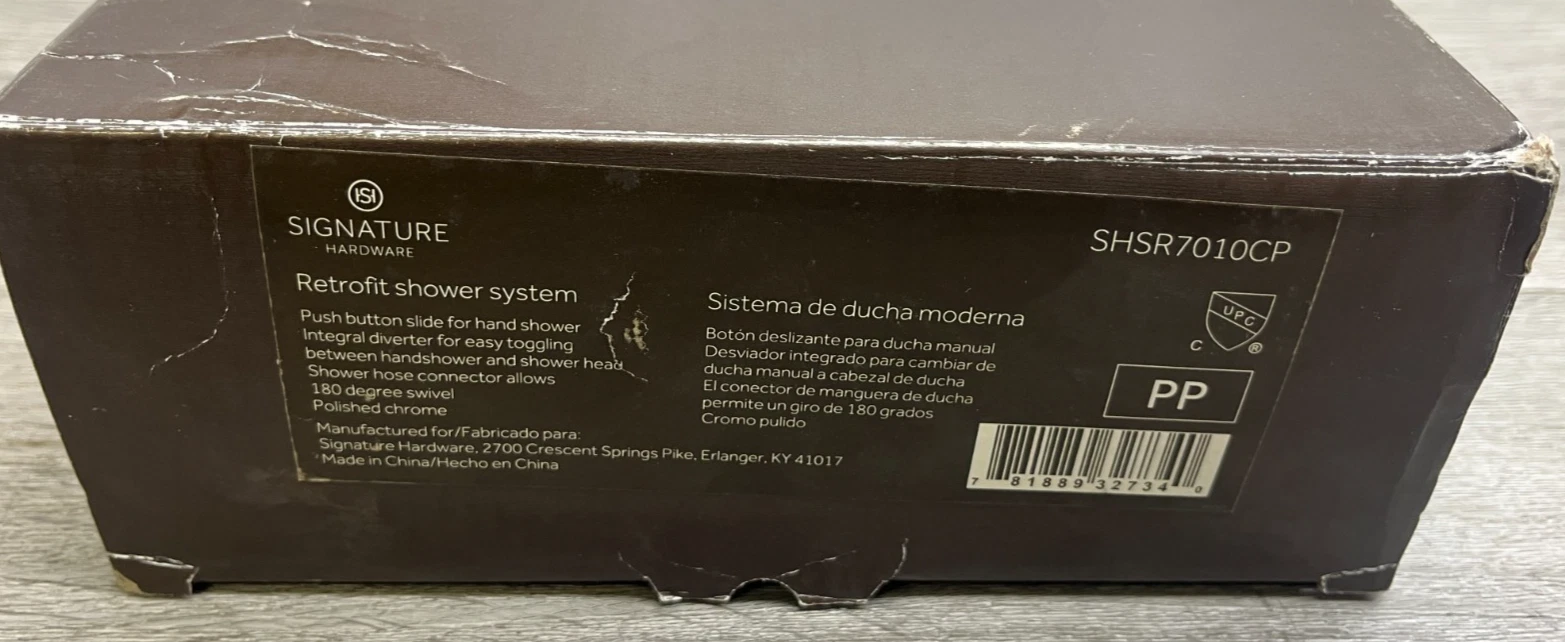 SIGNATURE
HARDWARE
Retrofit shower system
Push button slide for hand shower
Integral diverter for easy toggling
between handshower and shower head
Shower hose connector allows
180 degree swivel
Polished chrome
Manufactured for/Fabricado para:
Signature Hardware, 2700 Crescent Springs Pike, Erlanger, KY 41017
Made in China/Hecho en China
Sistema de ducha moderna
Botón deslizante para ducha manual
Desviador integrado para cambiar de
ducha manual a cabezal de ducha
El conector de manguera de ducha
permite un giro de 180 grados
Cromo pulido
SHSR7010CP
UPC
C ®
PP
7 81889 32734 0